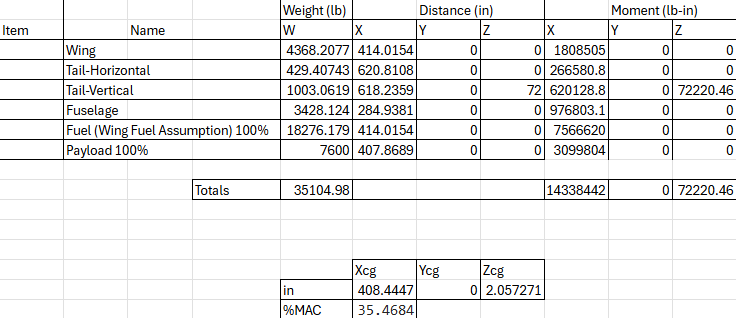 Weight (lb) Distance (in) Moment (lb-in)
Item Name W X Y Z X Y Z
Wing 4368.2077 414.0154 0 0 1808505 0 0
Tail-Horizontal 429.40743 620.8108 0 0 266580.8 0 0
Tail-Vertical 1003.0619 618.2359 0 72 620128.8 0 72220.46
Fuselage 3428.124 284.9381 0 0 976803.1 0 0
Fuel (Wing Fuel Assumption) 100% 18276.179 414.0154 0 0 7566620 0 0
Payload 100% 7600 407.8689 0 0 3099804 0 0
Totals 35104.98 14338442 0 72220.46
Xcg Ycg Zcg
in 408.4447 0 2.057271
%MAC 35.4684